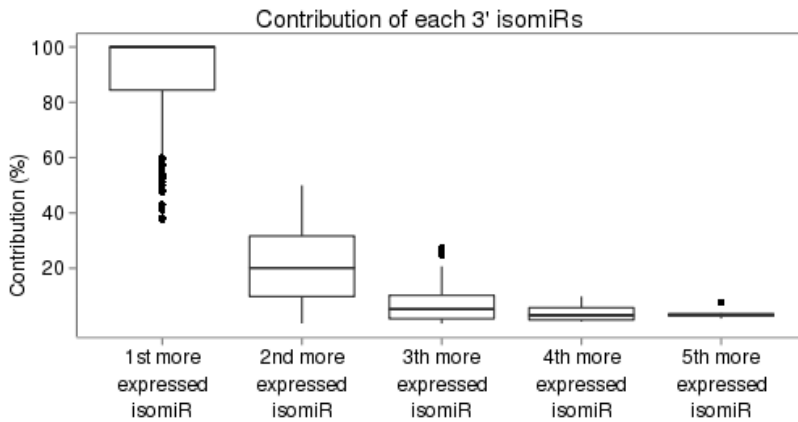 Contribution of each 3' isomiRs
Contribution (%)
100
80
60
40
20
1st more
expressed
isomiR
2nd more
expressed
isomiR
3th more
expressed
isomiR
4th more
expressed
isomiR
5th more
expressed
isomiR